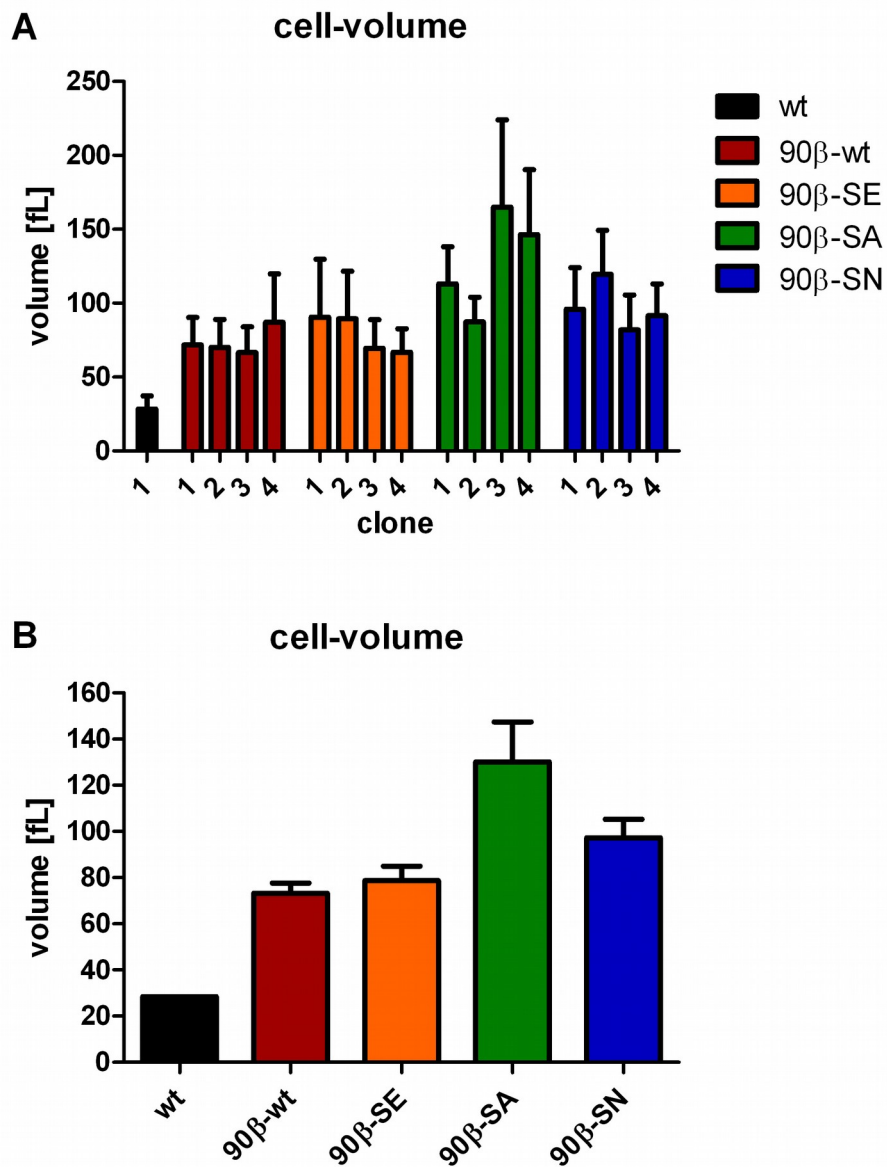 A
cell-volume
volume [fL]
250
200
150
100
50
0
1 1 2 3 4 1 2 3 4 1 2 3 4 1 2 3 4
clone
wt
90β-wt
90β-SE
90β-SA
90β-SN
B
cell-volume
volume [fL]
160
140
120
100
80
60
40
20
0
wt 90β-wt 90β-SE 90β-SA 90β-SN